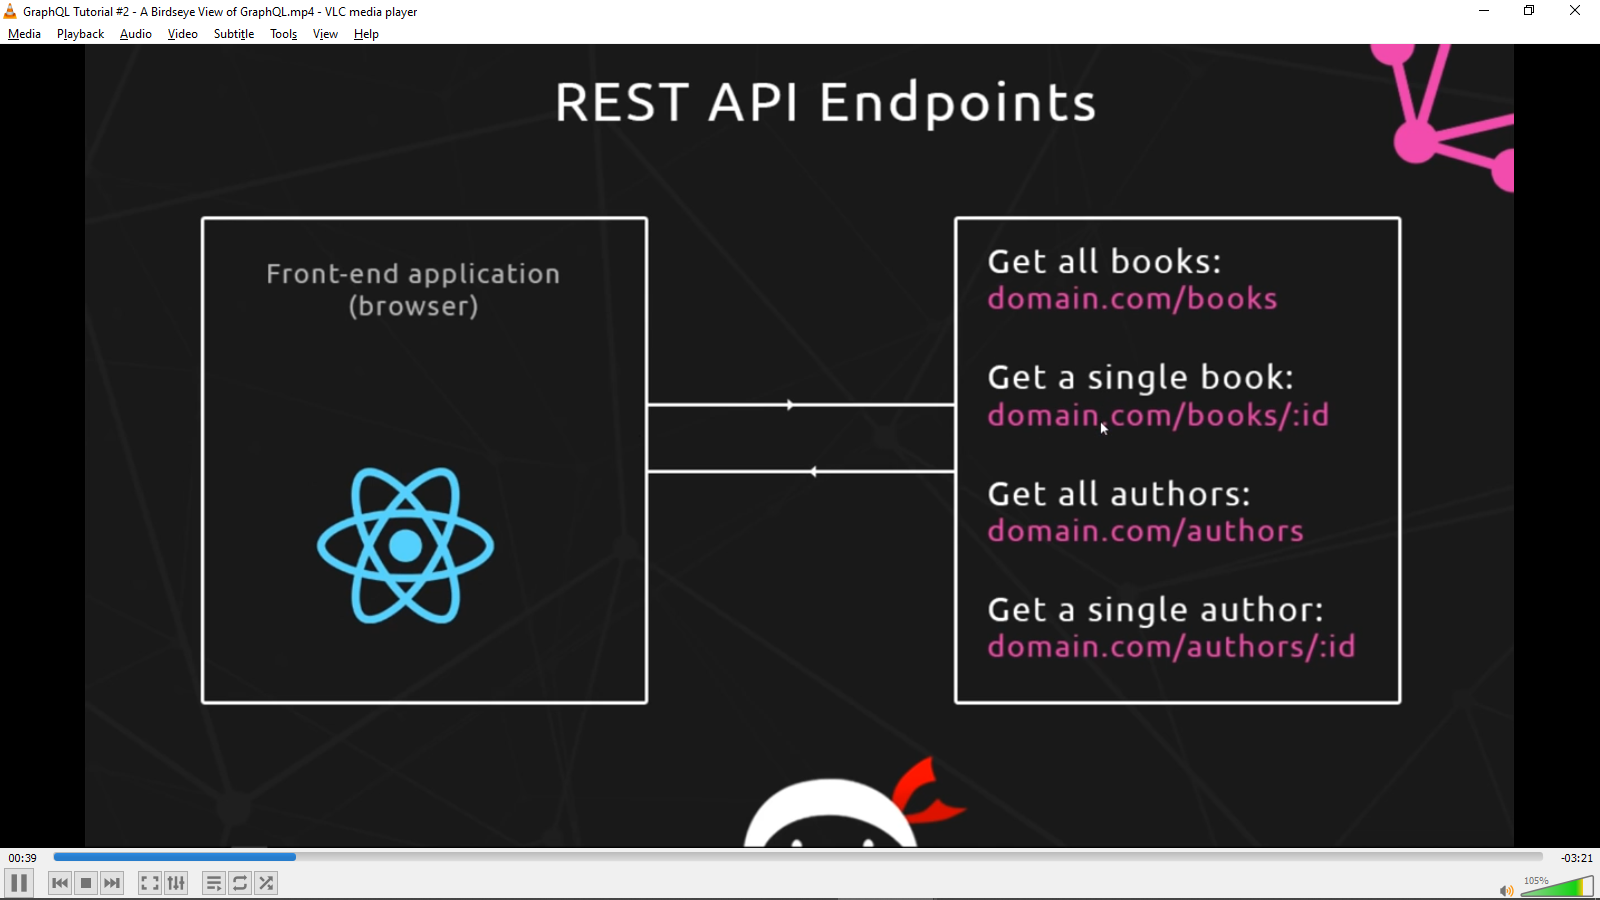 GraphQL Tutorial #2 - A Birdseye View of GraphQL.mp4 - VLC media player
Media Playback Audio Video Subtitle Tools View Help
REST API Endpoints
Front-end application
(browser)
Get all books:
domain.com/books
Get a single book:
domain.com/books/:id
Get all authors:
domain.com/authors
Get a single author:
domain.com/authors/:id
00:39
-03:21
105%